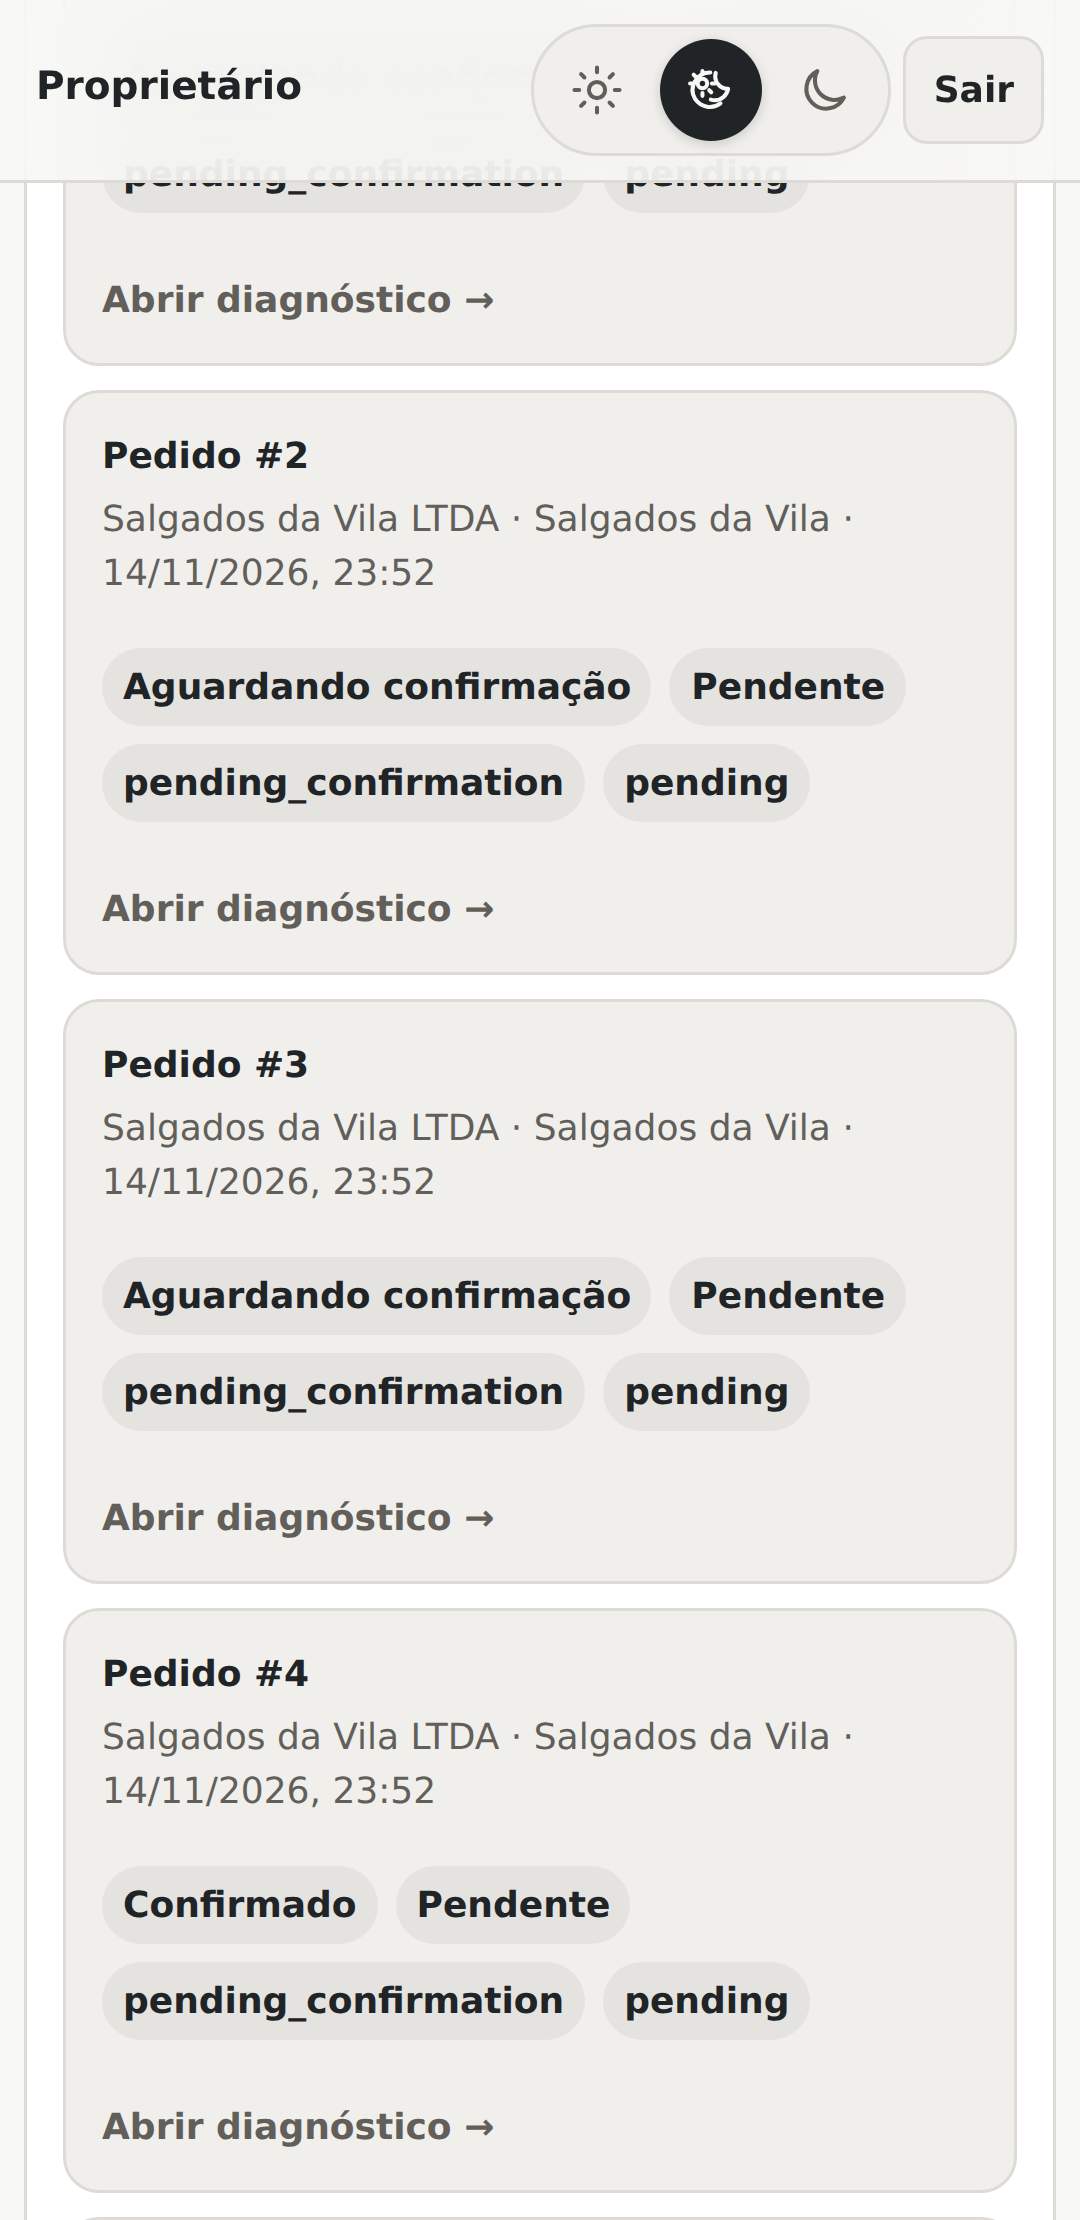 Proprietário
Sair
pending_confirmation pending
Abrir diagnóstico →
Pedido #2
Salgados da Vila LTDA · Salgados da Vila ·
14/11/2026, 23:52
Aguardando confirmação Pendente
pending_confirmation pending
Abrir diagnóstico →
Pedido #3
Salgados da Vila LTDA · Salgados da Vila ·
14/11/2026, 23:52
Aguardando confirmação Pendente
pending_confirmation pending
Abrir diagnóstico →
Pedido #4
Salgados da Vila LTDA · Salgados da Vila ·
14/11/2026, 23:52
Confirmado Pendente
pending_confirmation pending
Abrir diagnóstico →